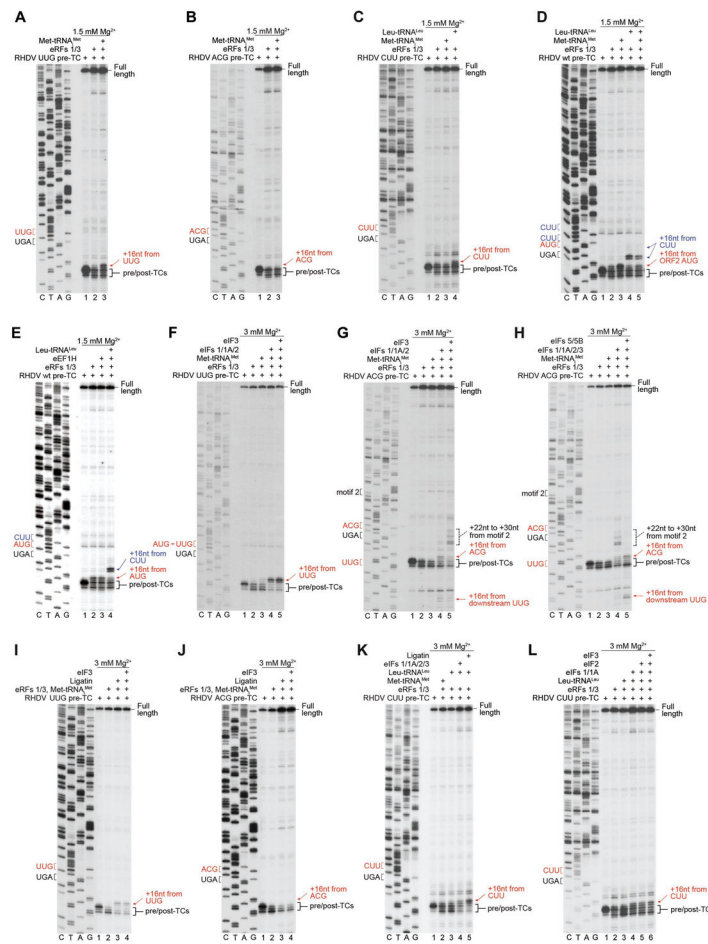 A
1.5 mM Mg²⁺
Met-tRNAᴹᵉᵗ +
eRFs 1/3 + +
RHDV UUG pre-TC + + +
Full length
UUG
UGA
+16nt from UUG
pre/post-TCs
C T A G 1 2 3
B
1.5 mM Mg²⁺
Met-tRNAᴹᵉᵗ +
eRFs 1/3 + +
RHDV ACG pre-TC + + +
Full length
ACG
UGA
+16nt from ACG
pre/post-TCs
C T A G 1 2 3
C
1.5 mM Mg²⁺
Leu-tRNAᴸᵉᵘ +
Met-tRNAᴹᵉᵗ +
eRFs 1/3 + + +
RHDV CUU pre-TC + + + +
Full length
CUU
UGA
+16nt from CUU
pre/post-TCs
C T A G 1 2 3 4
D
1.5 mM Mg²⁺
Leu-tRNAᴸᵉᵘ + +
Met-tRNAᴹᵉᵗ
eRFs 1/3
RHDV wt pre-TC + + + + +
Full length
CUU
CUU
AUG
UGA
+16nt from CUU
+16nt from ORF2 AUG
pre/post-TCs
C T A G 1 2 3 4 5
E
1.5 mM Mg²⁺
Leu-tRNAᴸᵉᵘ +
eEF1H + +
eRFs 1/3 + + +
RHDV wt pre-TC + + + +
Full length
CUU
AUG
UGA
+16nt from CUU
+16nt from AUG
pre/post-TCs
C T A G 1 2 3 4
F
3 mM Mg²⁺
eIF3 +
eIFs 1/1A/2 + +
Met-tRNAᴹᵉᵗ + + +
eRFs 1/3 + + + +
RHDV UUG pre-TC + + + + +
Full length
AUG - UUG
UGA
+16nt from UUG
pre/post-TCs
C T A G 1 2 3 4 5
G
3 mM Mg²⁺
eIF3 +
eIFs 1/1A/2 + +
Met-tRNAᴹᵉᵗ + + +
eRFs 1/3 + + + +
RHDV ACG pre-TC + + + + +
Full length
motif 2
ACG
UGA
UUG
+22nt to +30nt from motif 2
+16nt from ACG
pre/post-TCs
+16nt from downstream UUG
C T A G 1 2 3 4 5
H
3 mM Mg²⁺
eIFs 5/5B +
eIFs 1/1A/2/3 + +
Met-tRNAᴹᵉᵗ + + +
eRFs 1/3 + + + +
RHDV ACG pre-TC + + + + +
Full length
motif 2
ACG
UGA
UUG
+22nt to +30nt from motif 2
+16nt from ACG
pre/post-TCs
+16nt from downstream UUG
C T A G 1 2 3 4 5
I
3 mM Mg²⁺
eIF3 +
Ligatin + +
eRFs 1/3, Met-tRNAᴹᵉᵗ + + +
RHDV UUG pre-TC + + + +
Full length
UUG
UGA
+16nt from UUG
pre/post-TCs
C T A G 1 2 3 4
J
3 mM Mg²⁺
eIF3 +
Ligatin + +
eRFs 1/3, Met-tRNAᴹᵉᵗ + + +
RHDV ACG pre-TC + + + +
Full length
ACG
UGA
+16nt from ACG
pre/post-TCs
C T A G 1 2 3 4
K
3 mM Mg²⁺
Ligatin +
eIFs 1/1A/2/3 +
Leu-tRNAᴸᵉᵘ
Met-tRNAᴹᵉᵗ
eRFs 1/3 + + + +
RHDV CUU pre-TC + + + + +
Full length
CUU
UGA
+16nt from CUU
pre/post-TCs
C T A G 1 2 3 4 5
L
3 mM Mg²⁺
eIF3 +
eIF2 + +
eIFs 1/1A
Leu-tRNAᴸᵉᵘ
eRFs 1/3
RHDV CUU pre-TC + + + + + +
Full length
CUU
UGA
+16nt from CUU
pre/post-TCs
C T A G 1 2 3 4 5 6